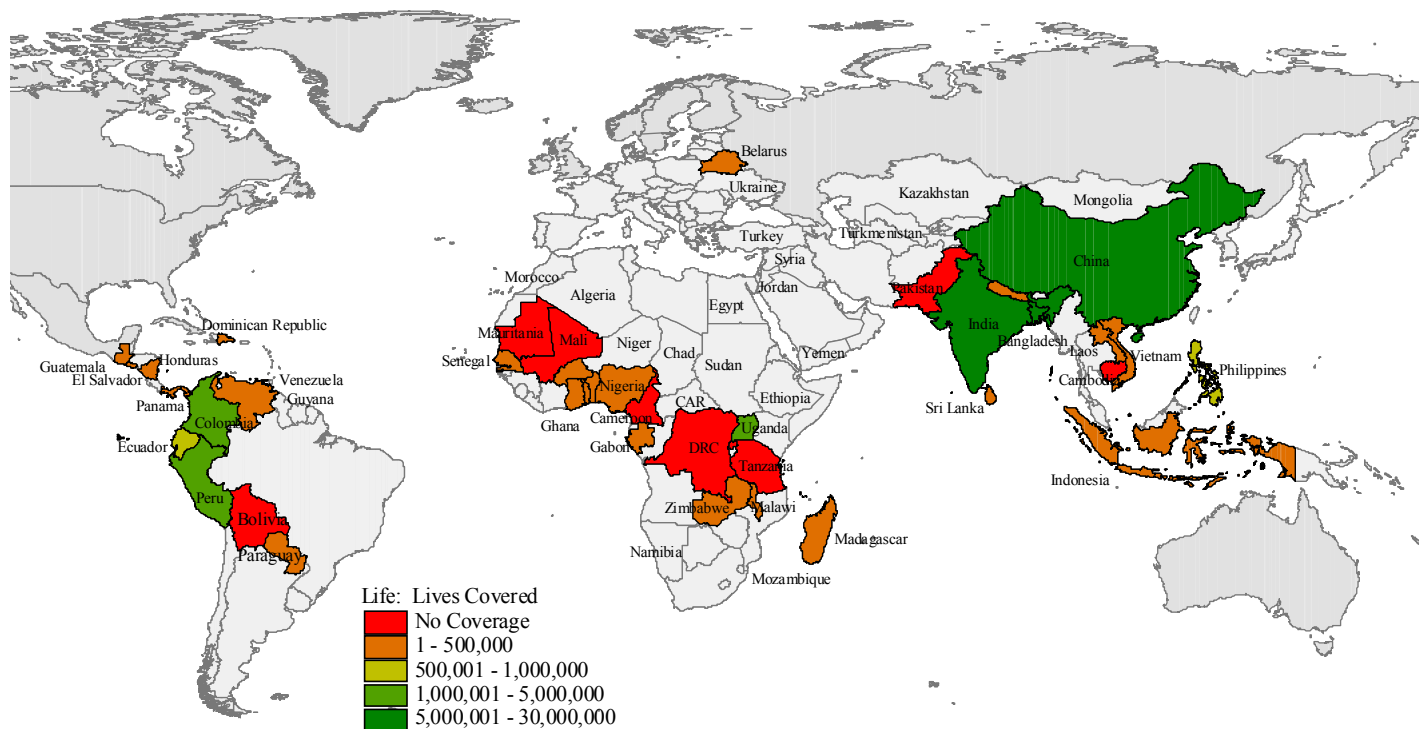 Belarus
Ukraine
Kazakhstan
Mongolia
Turkey
Turkmenistan
Syria
China
Morocco
Jordan
Algeria
Egypt
Pakistan
Dominican Republic
Mauritania
Mali
India
Niger
Bangladesh
Guatemala
Honduras
Senegal
Chad
Yemen
Laos
Vietnam
El Salvador
Venezuela
Sudan
Philippines
Nigeria
Cambodia
Panama
Guyana
Ethiopia
Sri Lanka
CAR
Colombia
Ghana
Cameroon
Uganda
Ecuador
Gabon
DRC
Tanzania
Indonesia
Peru
Zimbabwe
Malawi
Bolivia
Madagascar
Paraguay
Namibia
Mozambique
Life: Lives Covered
No Coverage
1 - 500,000
500,001 - 1,000,000
1,000,001 - 5,000,000
5,000,001 - 30,000,000